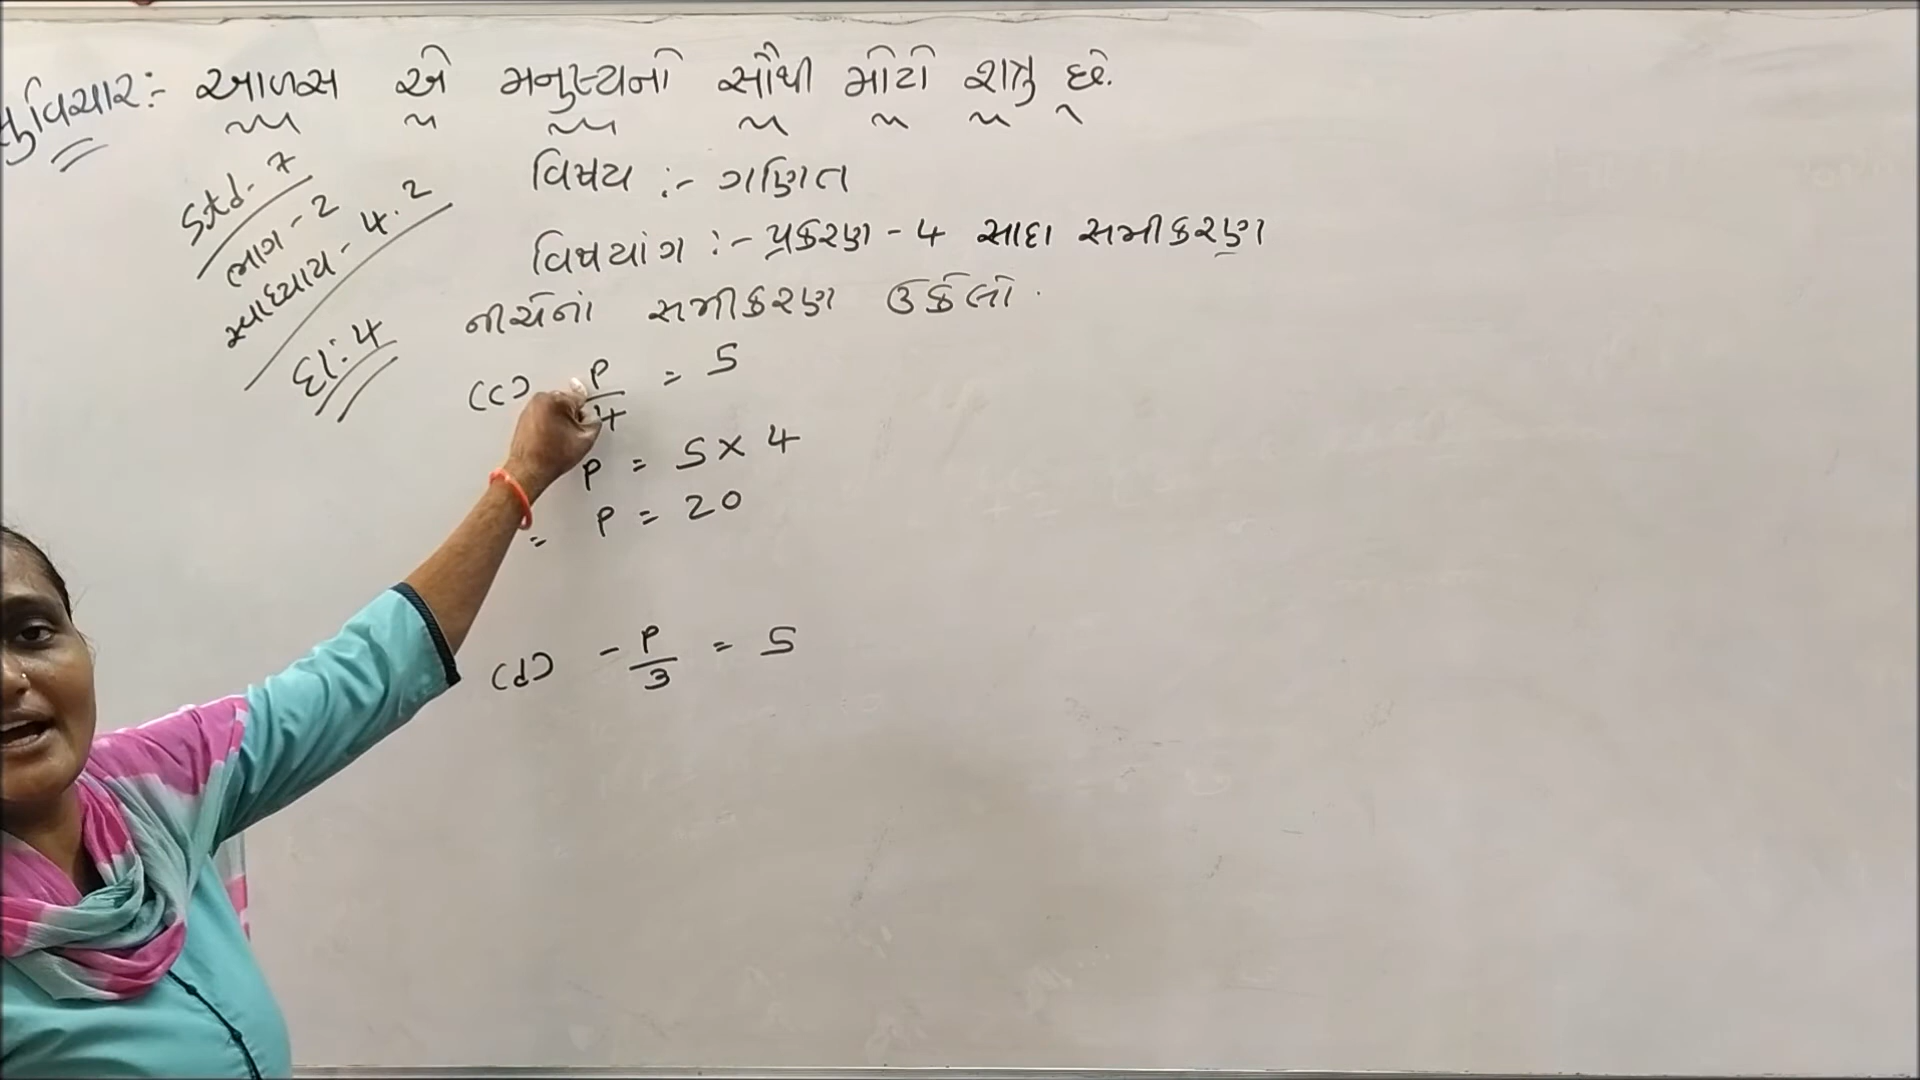 સુવિચાર:- આળસ એ મનુષ્યનો સૌથી મોટો શત્રુ છે.
Std- 7
ભાગ-2
સ્વાધ્યાય- 4.2
દા:4
વિષય :- ગણિત
વિષયાંગ :- પ્રકરણ - 4 સાદા સમીકરણ
નીચેનાં સમીકરણ ઉકેલો.
(c) P/4 = 5
P = 5 × 4
= P = 20
(d) - P/3 = 5